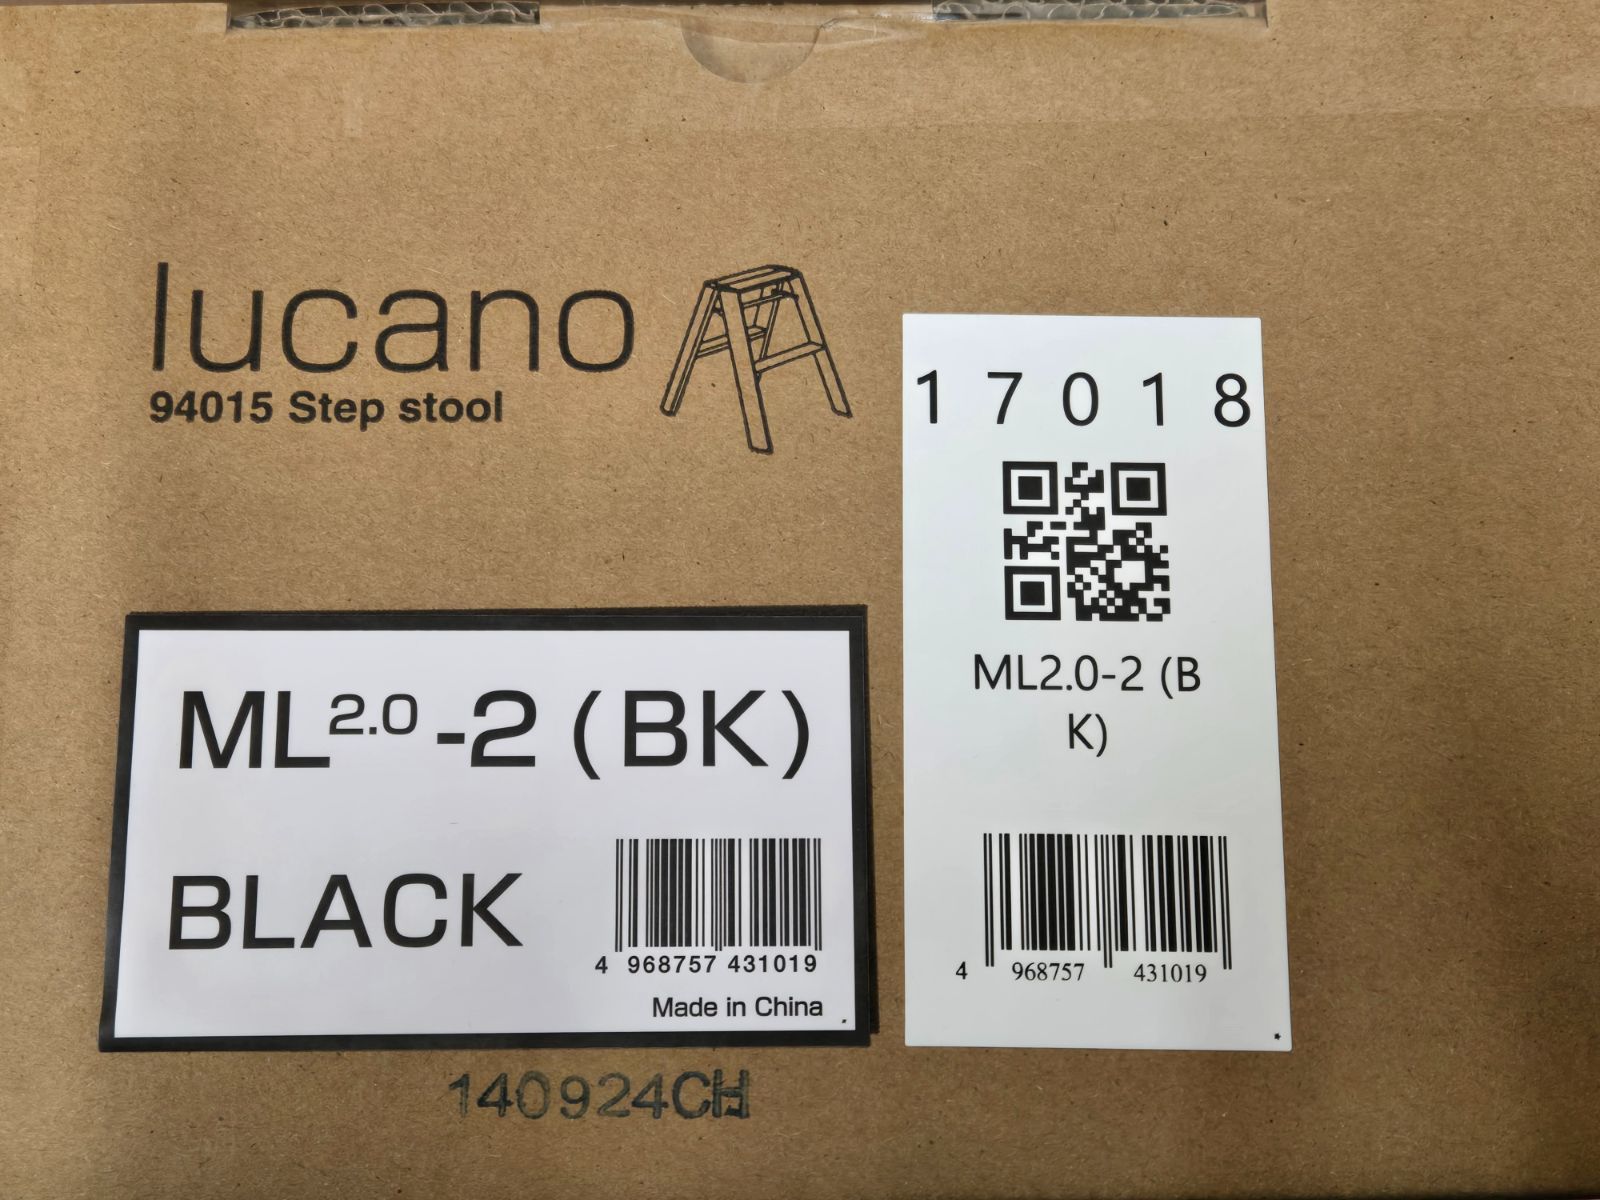 lucano
94015 Step stool
17018
ML2.0-2 (B
K)
4 968757 431019
ML2.0-2 (BK)
BLACK
4 968757 431019
Made in China
140924CH